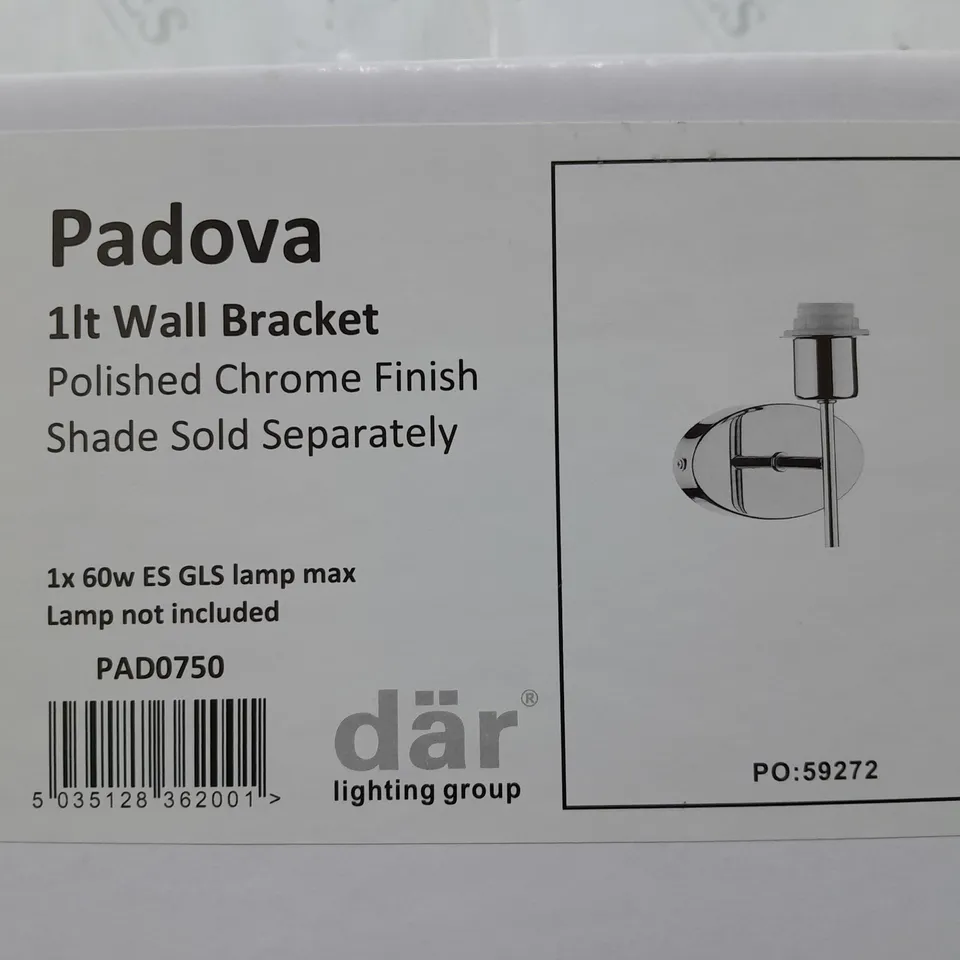 Padova
1lt Wall Bracket
Polished Chrome Finish
Shade Sold Separately
1x 60w ES GLS lamp max
Lamp not included
PAD0750
5 035128 362001 >
där®
lighting group
PO:59272